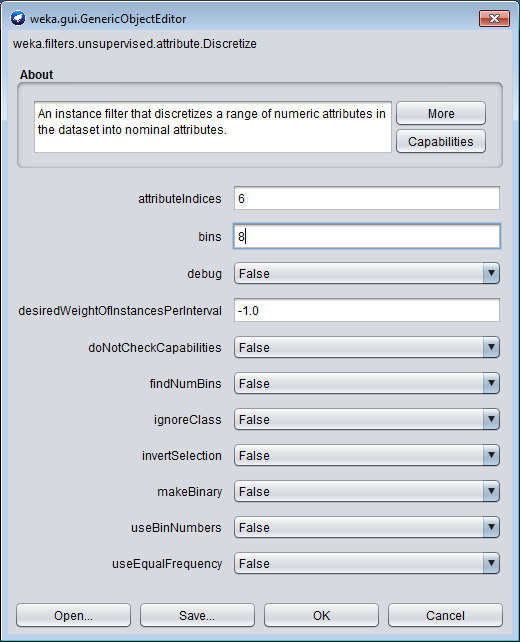 weka.gui.GenericObjectEditor
weka.filters.unsupervised.attribute.Discretize
About
An instance filter that discretizes a range of numeric attributes in
the dataset into nominal attributes.
More
Capabilities
attributeIndices 6
bins 8
debug False
desiredWeightOfInstancesPerInterval -1.0
doNotCheckCapabilities False
findNumBins False
ignoreClass False
invertSelection False
makeBinary False
useBinNumbers False
useEqualFrequency False
Open... Save... OK Cancel